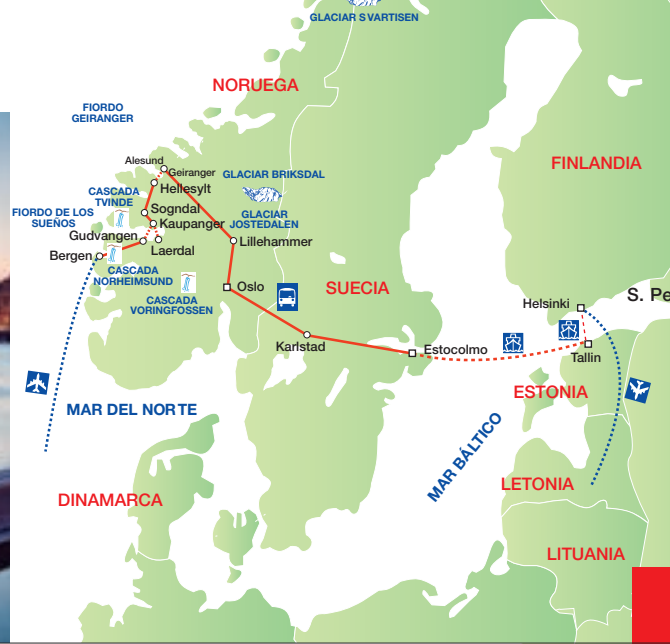 GLACIAR SVARTISEN
NORUEGA
FIORDO
GEIRANGER
FINLANDIA
Alesund
Geiranger
GLACIAR BRIKSDAL
Hellesylt
CASCADA
TVINDE
FIORDO DE LOS
SUEÑOS
Sogndal
GLACIAR
JOSTEDALEN
Kaupanger
Gudvangen
Lillehammer
Laerdal
Bergen
CASCADA
NORHEIMSUND
Oslo
SUECIA
CASCADA
VORINGFOSSEN
Helsinki
S. Pe
Karlstad
Estocolmo
Tallin
ESTONIA
MAR DEL NORTE
MAR BÁLTICO
LETONIA
DINAMARCA
LITUANIA